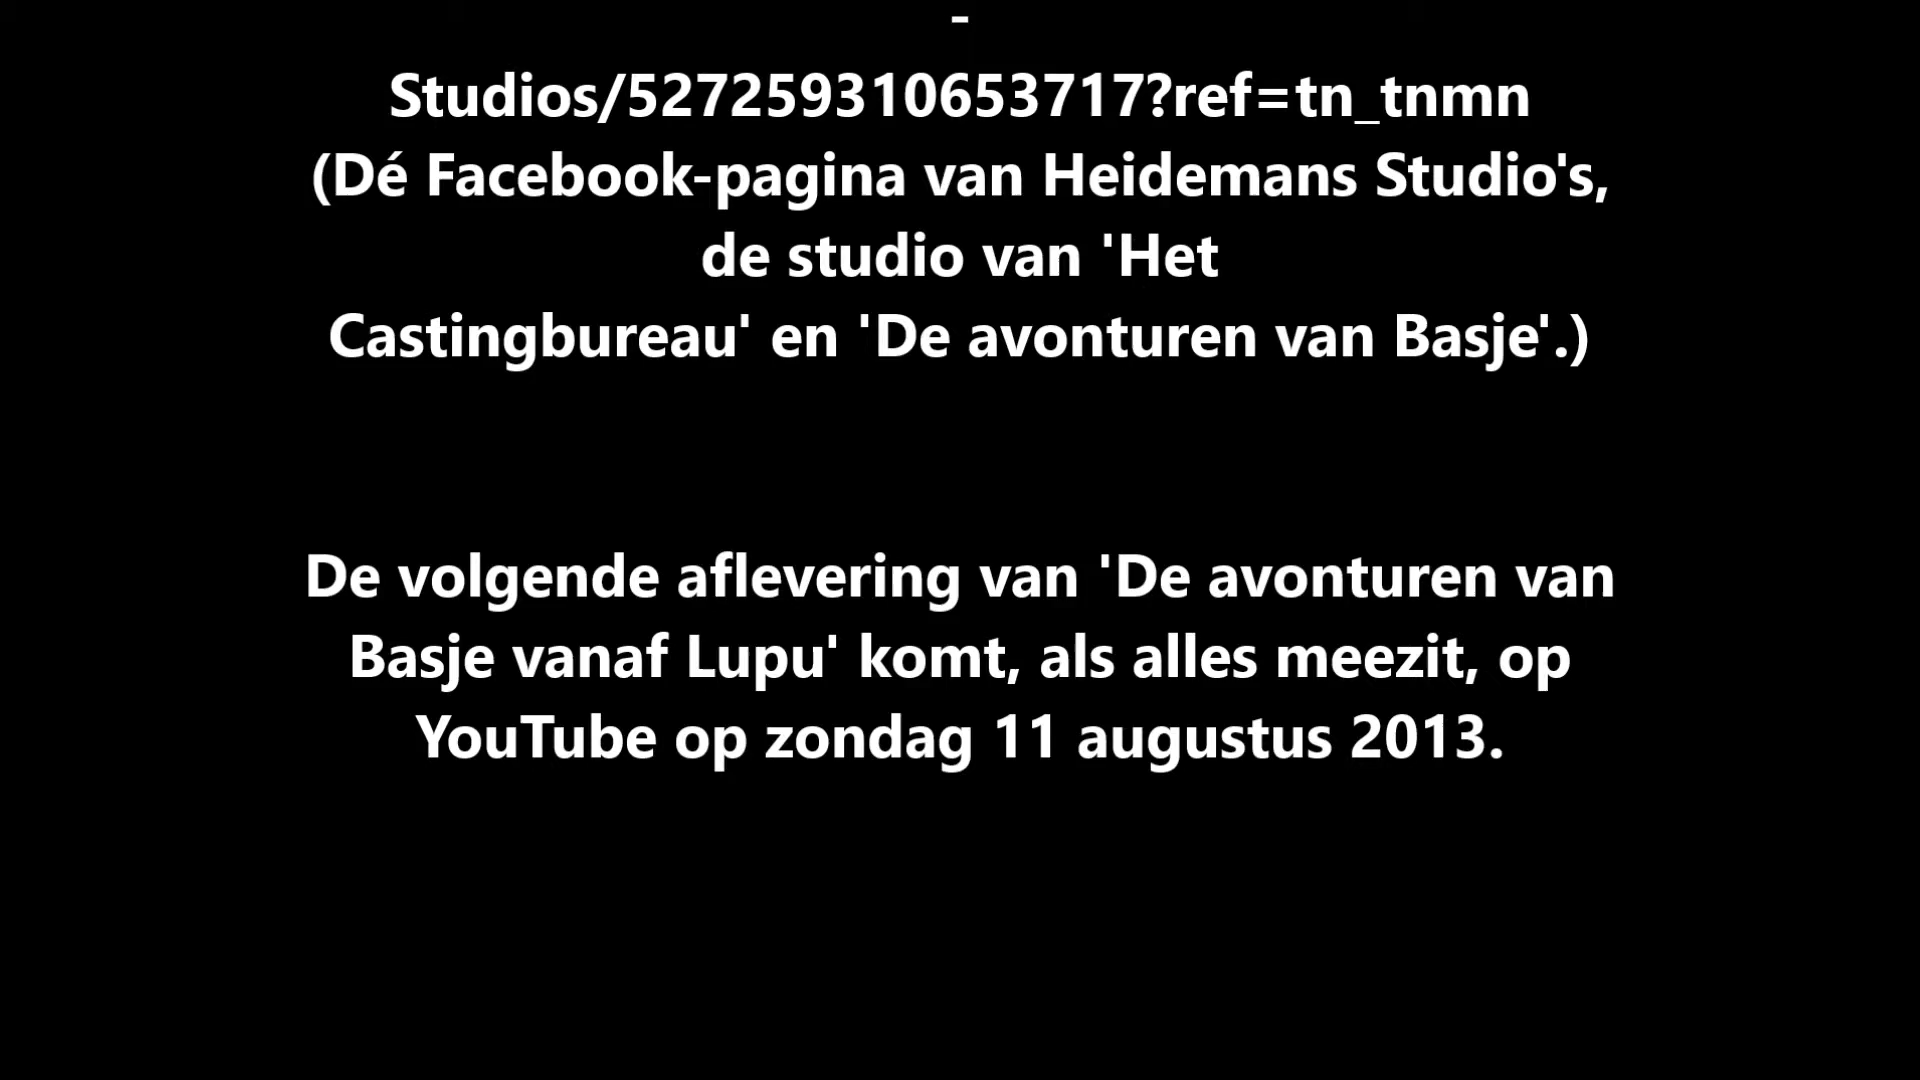 -
Studios/527259310653717?ref=tn_tnmn
(Dé Facebook-pagina van Heidemans Studio's,
de studio van 'Het
Castingbureau' en 'De avonturen van Basje'.)
De volgende aflevering van 'De avonturen van
Basje vanaf Lupu' komt, als alles meezit, op
YouTube op zondag 11 augustus 2013.